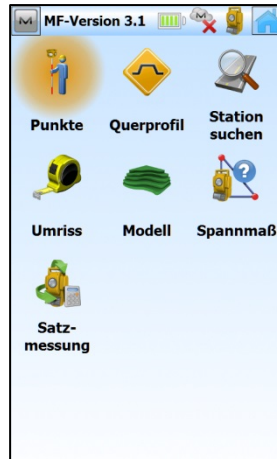 M MF-Version 3.1 M
Punkte Querprofil Station
suchen
Umriss Modell Spannmaß
?
Satz-
messung